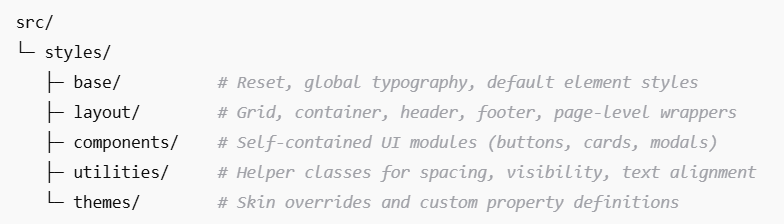 src/
└─ styles/
   ├─ base/          # Reset, global typography, default element styles
   ├─ layout/        # Grid, container, header, footer, page-level wrappers
   ├─ components/    # Self-contained UI modules (buttons, cards, modals)
   ├─ utilities/     # Helper classes for spacing, visibility, text alignment
   └─ themes/        # Skin overrides and custom property definitions